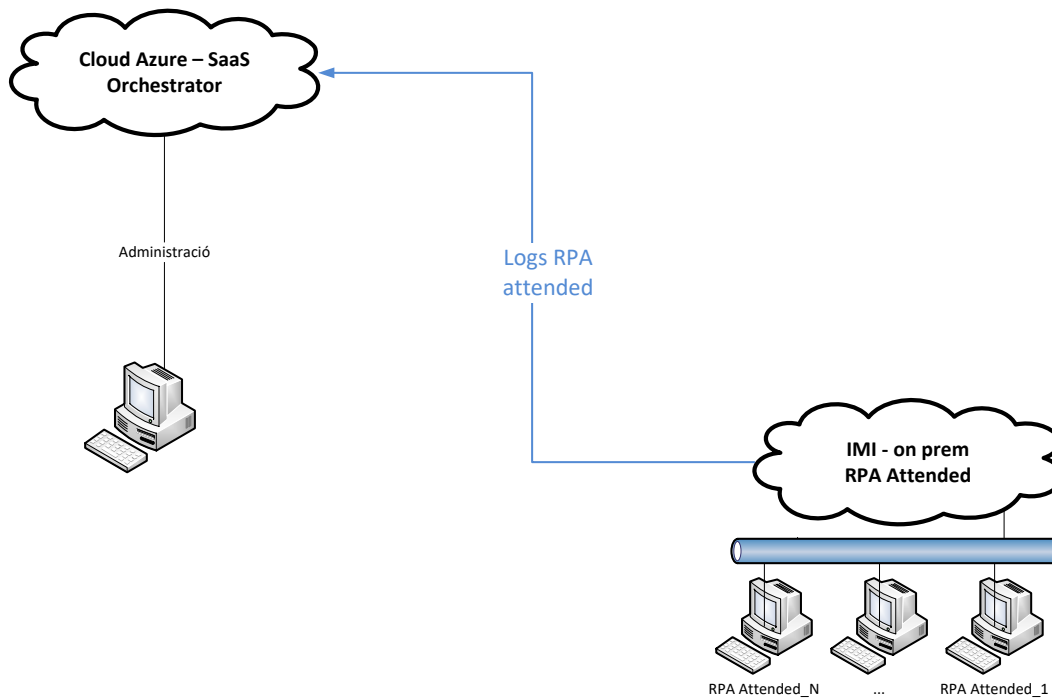 Cloud Azure – SaaS
Orchestrator
Administració
Logs RPA
attended
IMI - on prem
RPA Attended
RPA Attended_N
...
RPA Attended_1